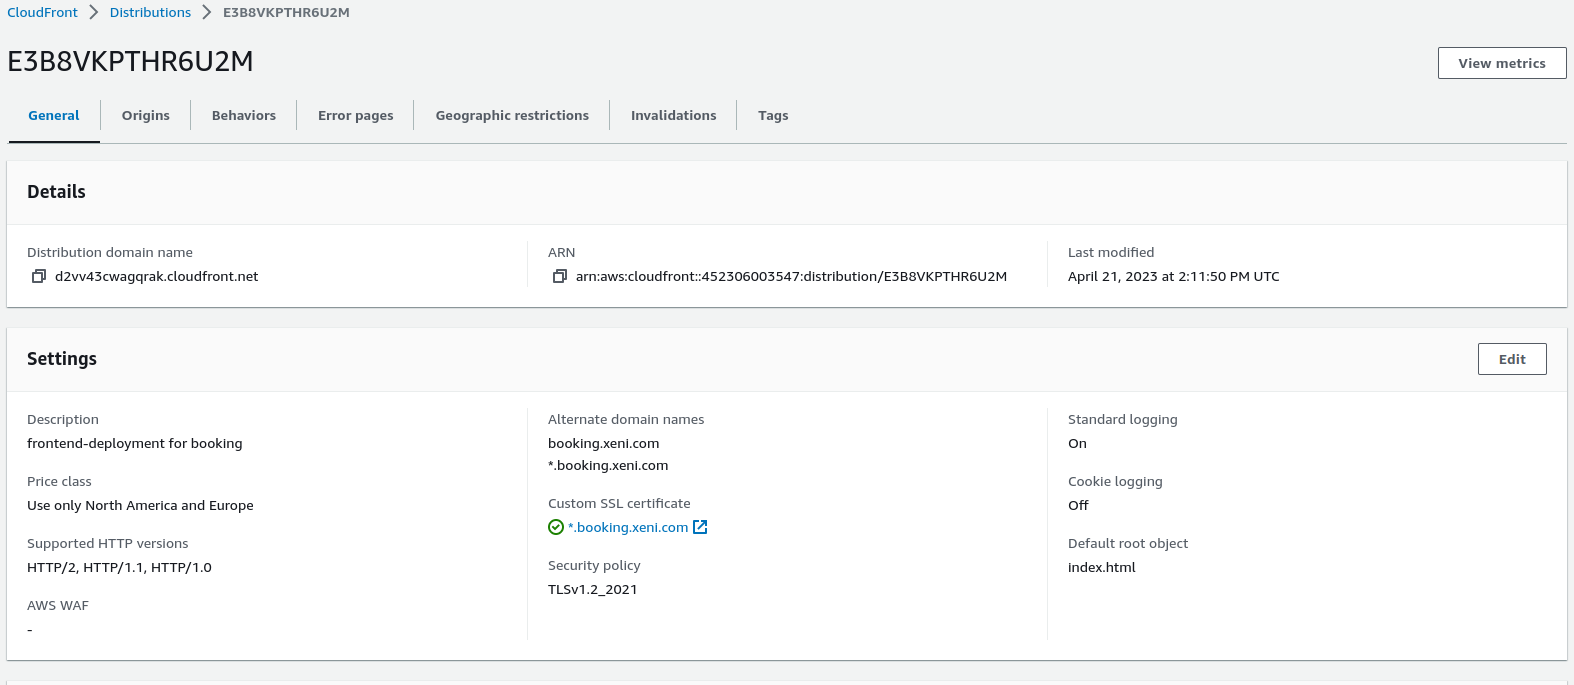 CloudFront > Distributions > E3B8VKPTHR6U2M
E3B8VKPTHR6U2M
View metrics
General
Origins
Behaviors
Error pages
Geographic restrictions
Invalidations
Tags
Details
Distribution domain name
d2vv43cwagqrak.cloudfront.net
ARN
arn:aws:cloudfront::452306003547:distribution/E3B8VKPTHR6U2M
Last modified
April 21, 2023 at 2:11:50 PM UTC
Settings
Edit
Description
frontend-deployment for booking
Price class
Use only North America and Europe
Supported HTTP versions
HTTP/2, HTTP/1.1, HTTP/1.0
AWS WAF
-
Alternate domain names
booking.xeni.com
*.booking.xeni.com
Custom SSL certificate
*.booking.xeni.com
Security policy
TLSv1.2_2021
Standard logging
On
Cookie logging
Off
Default root object
index.html